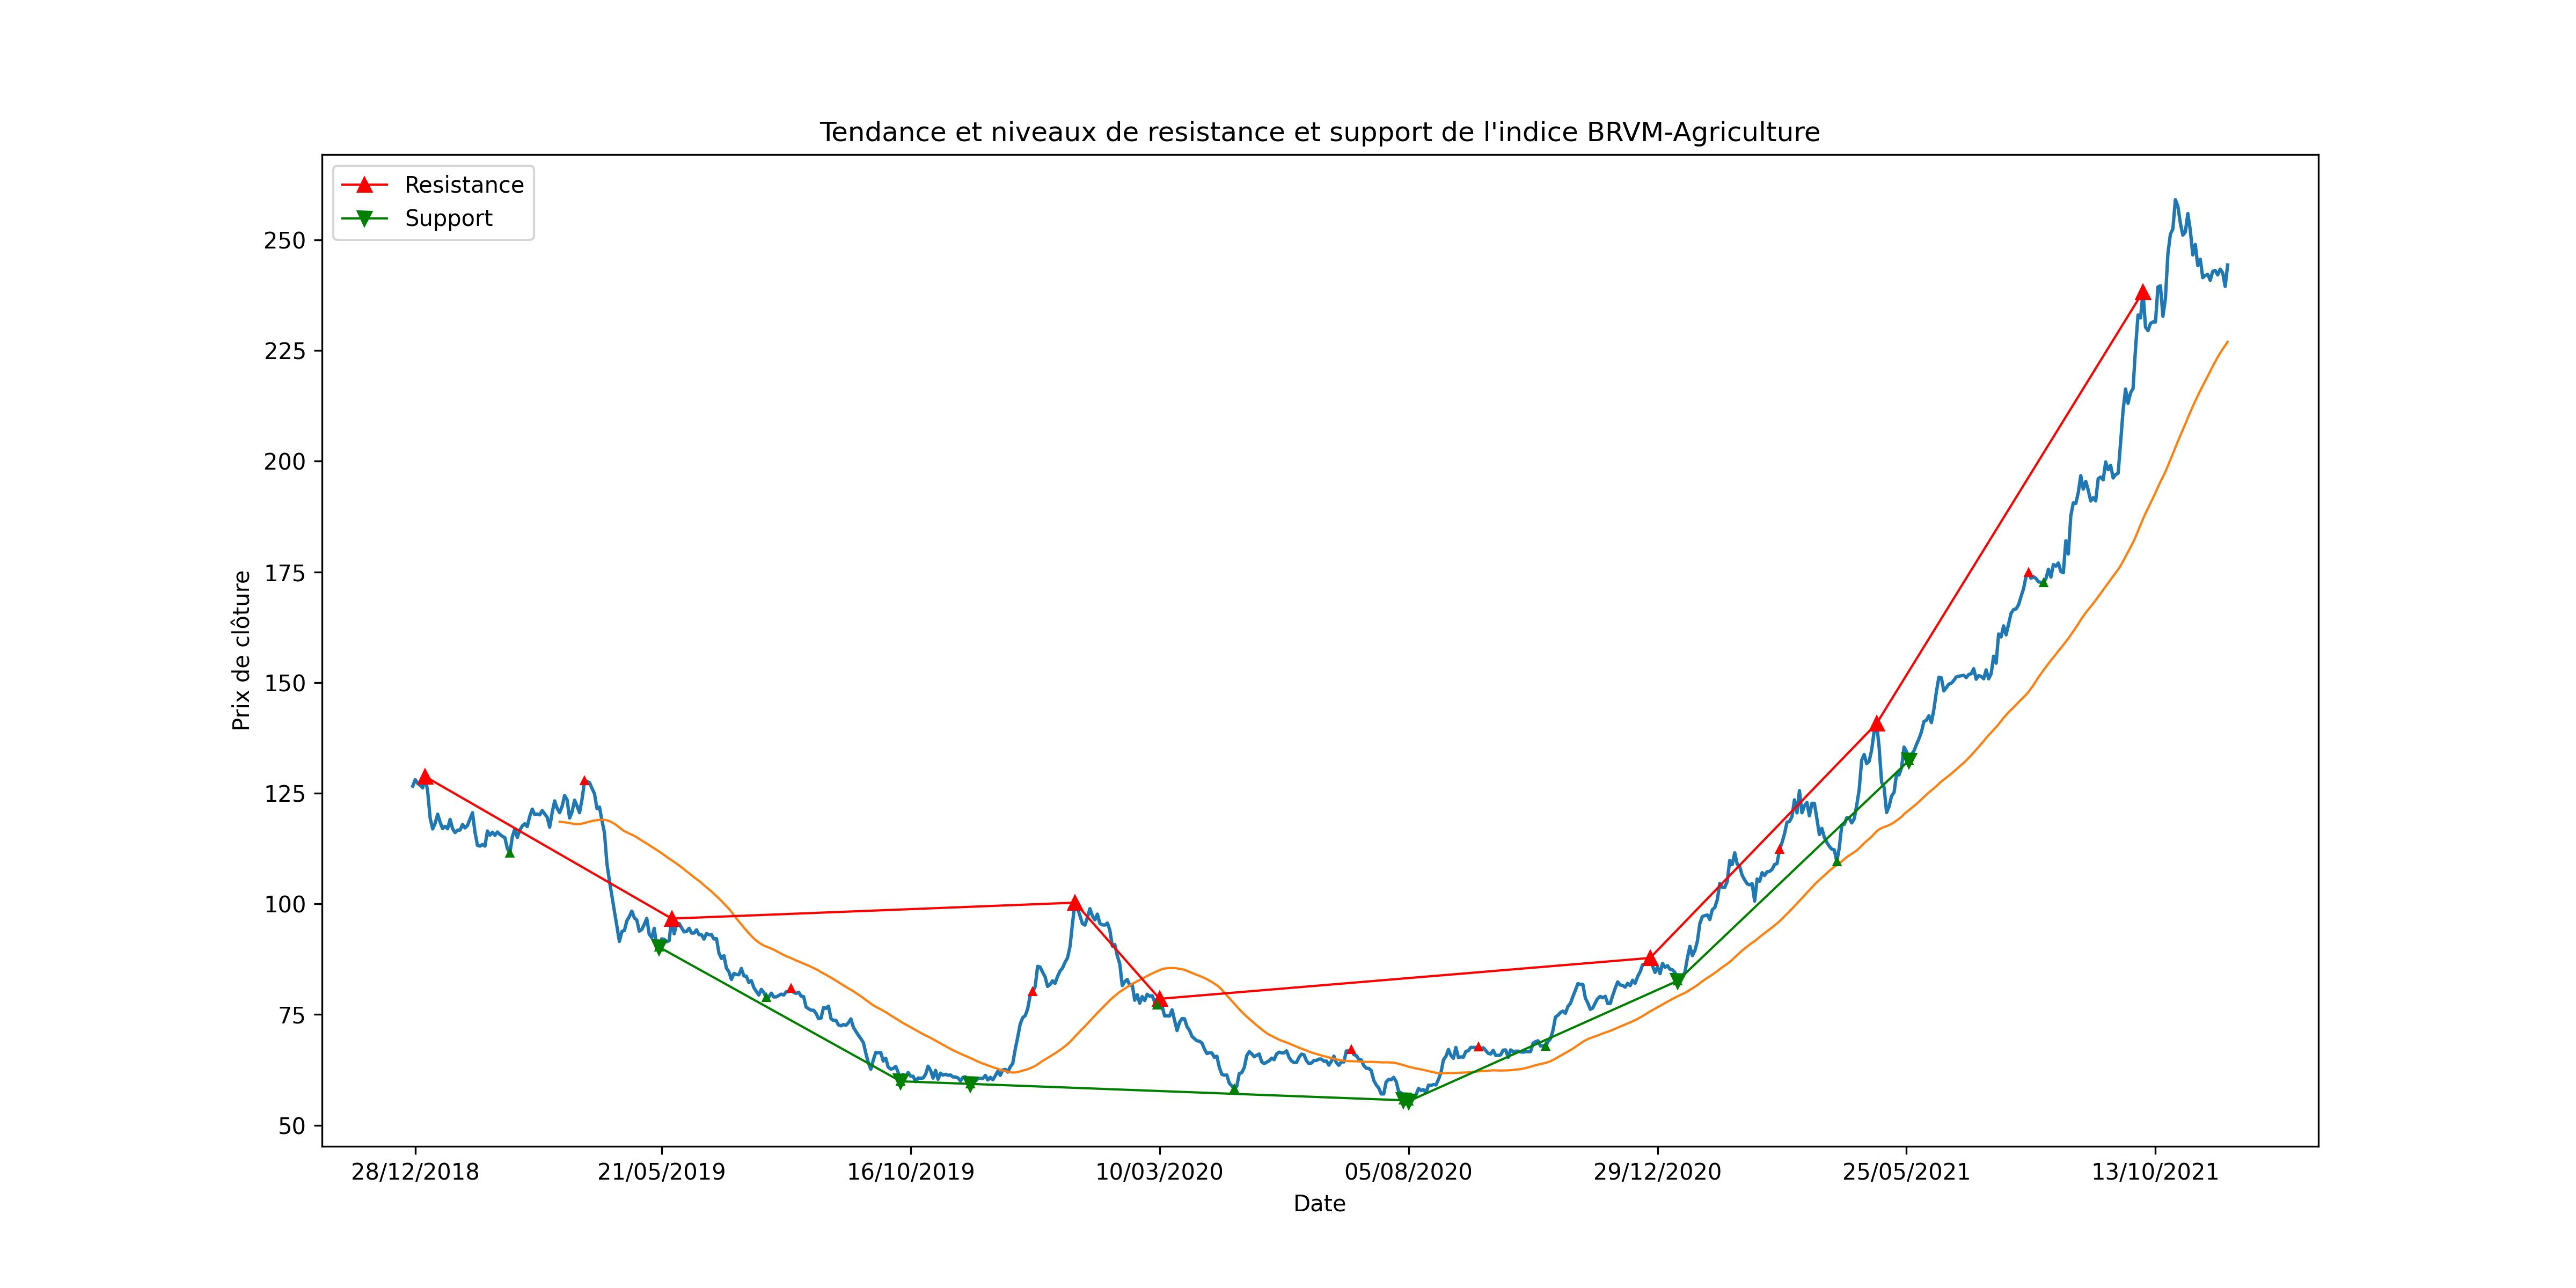 Tendance et niveaux de resistance et support de l'indice BRVM-Agriculture
Resistance
Support
Prix de clôture
250
225
200
175
150
125
100
75
50
28/12/2018 21/05/2019 16/10/2019 10/03/2020 05/08/2020 29/12/2020 25/05/2021 13/10/2021
Date